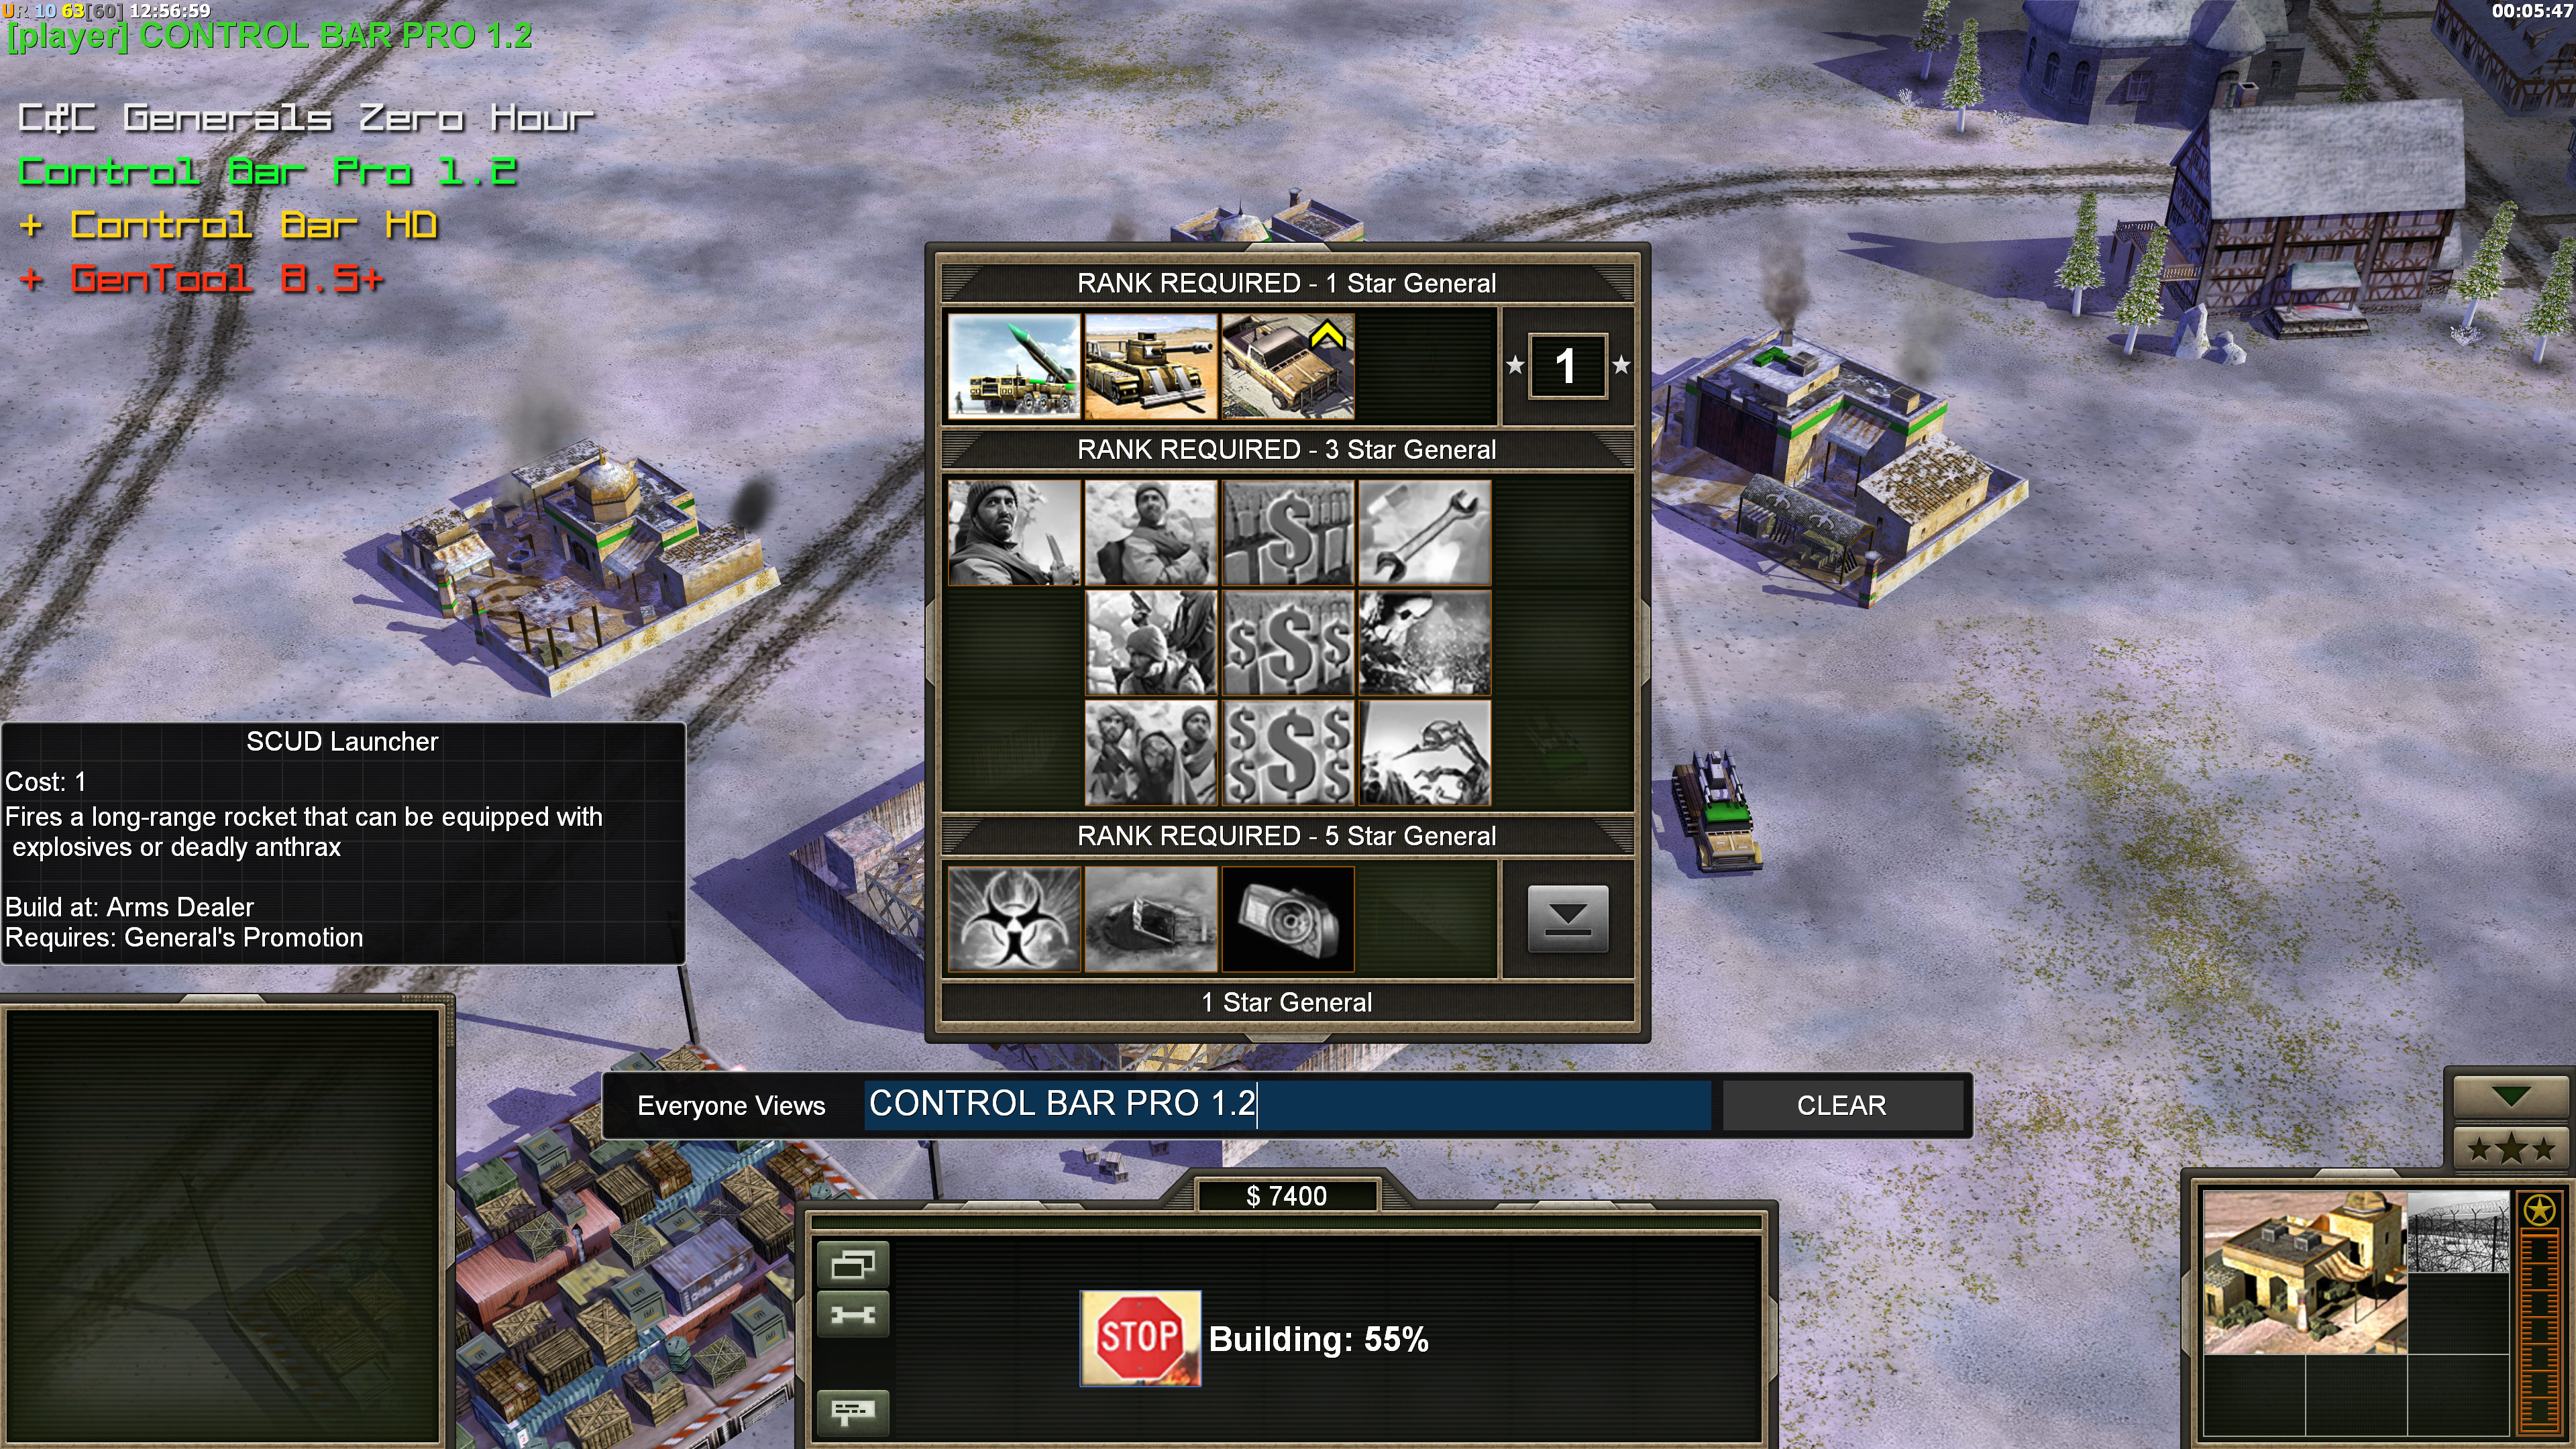 UR 10 63[60] 12:56:59
00:05:47
[player] CONTROL BAR PRO 1.2
C&C Generals Zero Hour
Control Bar Pro 1.2
+ Control Bar HD
+ GenTool 8.5+
RANK REQUIRED - 1 Star General
1
RANK REQUIRED - 3 Star General
RANK REQUIRED - 5 Star General
1 Star General
SCUD Launcher
Cost: 1
Fires a long-range rocket that can be equipped with
explosives or deadly anthrax
Build at: Arms Dealer
Requires: General's Promotion
Everyone Views
CONTROL BAR PRO 1.2
CLEAR
$ 7400
STOP
Building: 55%